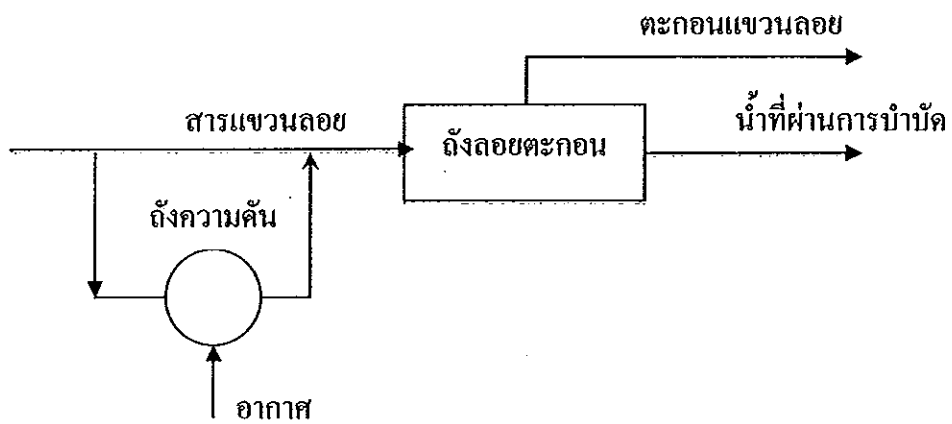 ตะกอนแขวนลอย
สารแขวนลอย
ถังลอยตะกอน
น้ำที่ผ่านการบำบัด
ถังความดัน
อากาศ